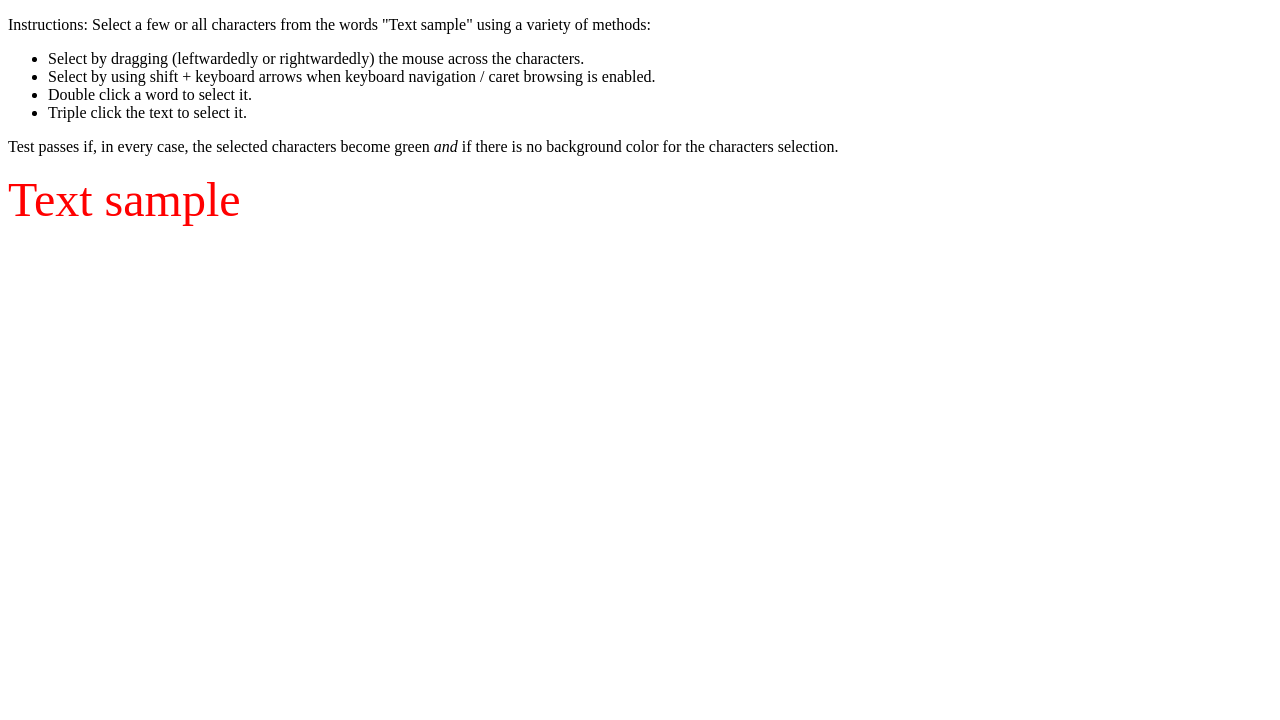 Instructions: Select a few or all characters from the words "Text sample" using a variety of methods:
Select by dragging (leftwardedly or rightwardedly) the mouse across the characters.
Select by using shift + keyboard arrows when keyboard navigation / caret browsing is enabled.
Double click a word to select it.
Triple click the text to select it.
Test passes if, in every case, the selected characters become green and if there is no background color for the characters selection.
Text sample